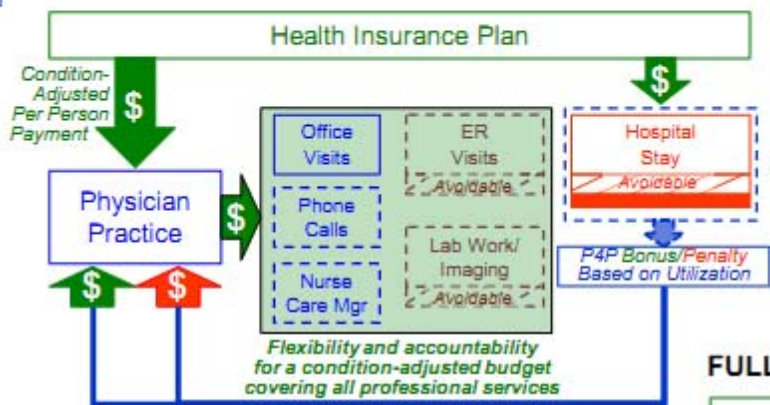 Health Insurance Plan
Condition-
Adjusted
Per Person
Payment
$
$
Office
Visits
ER
Visits
Avoidable
Hospital
Stay
Avoidable
Physician
Practice
$
Phone
Calls
Lab Work/
Imaging
Avoidable
Nurse
Care Mgr
P4P Bonus/Penalty
Based on Utilization
$
$
Flexibility and accountability
for a condition-adjusted budget
covering all professional services
FULL